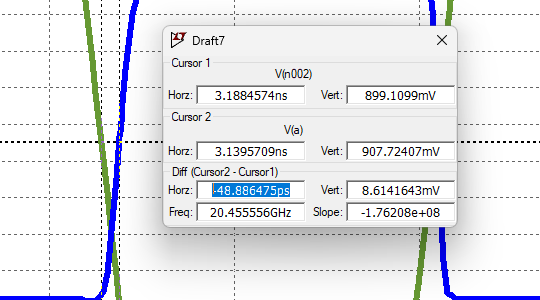 Draft7
Cursor 1
V(n002)
Horz: 3.1884574ns Vert: 899.1099mV
Cursor 2
V(a)
Horz: 3.1395709ns Vert: 907.72407mV
Diff (Cursor2 - Cursor1)
Horz: -48.886475ps Vert: 8.6141643mV
Freq: 20.455556GHz Slope: -1.76208e+08